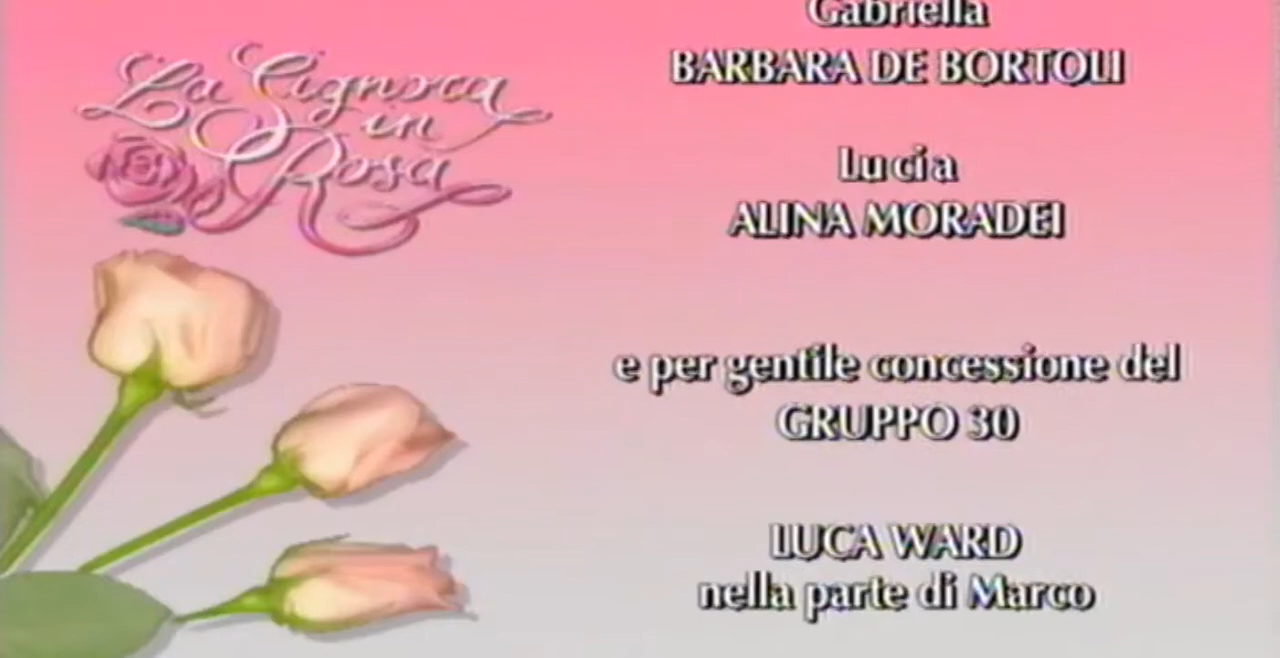 La Signora
in
Rosa
Gabriella
BARBARA DE BORTOLI
Lucia
ALINA MORADEI
e per gentile concessione del
GRUPPO 30
LUCA WARD
nella parte di Marco